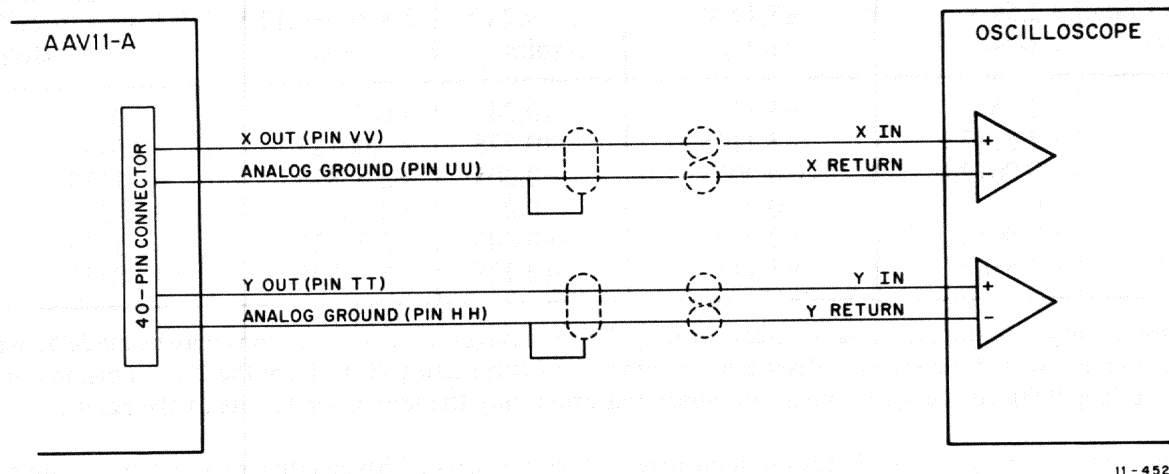 AAV11-A
OSCILLOSCOPE
40-PIN CONNECTOR
X OUT (PIN VV)
X IN
+
ANALOG GROUND (PIN UU)
X RETURN
−
Y OUT (PIN TT)
Y IN
+
ANALOG GROUND (PIN HH)
Y RETURN
−
11-452